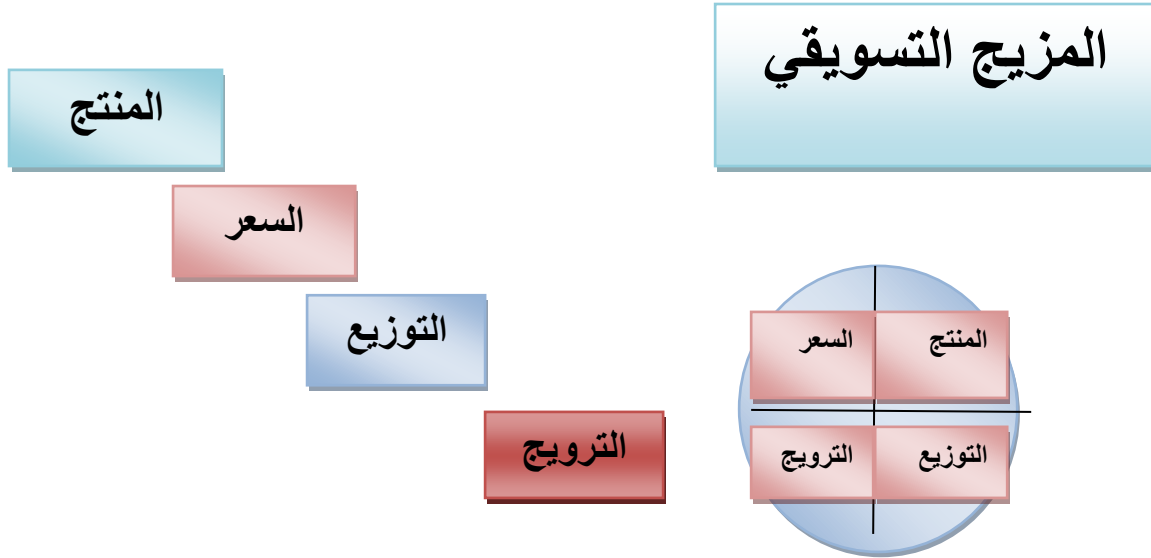 المزيج التسويقي
المنتج
السعر
التوزيع
الترويج
المنتج
السعر
التوزيع
الترويج